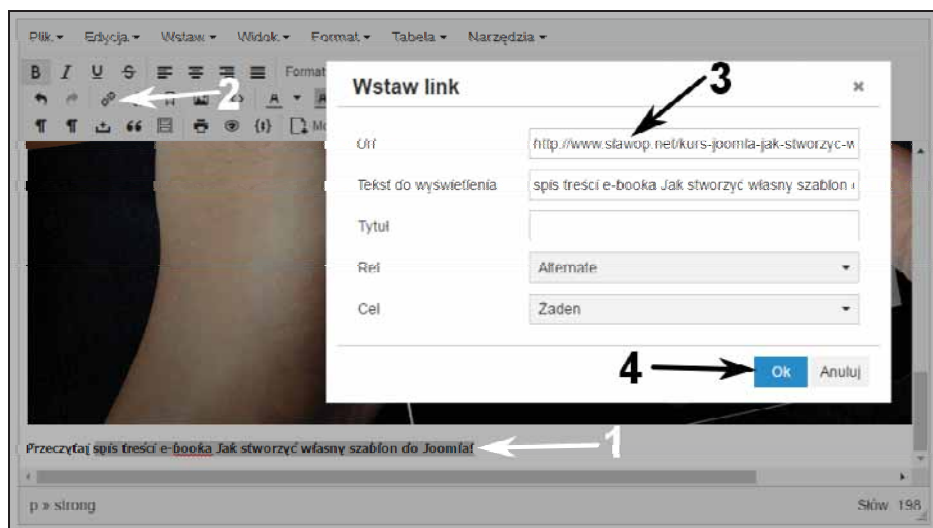 Plik Edycja Wstaw Widok Format Tabela Narzędzia
B I U S Format
2
A
¶ ¶ {i}
Wstaw link ×
3
Url http://www.slawop.net/kurs-joomla-jak-stworzyc-w
Tekst do wyświetlenia spis treści e-booka Jak stworzyć własny szablon
Tytuł
Rel Alternate
Cel Żaden
4 Ok Anuluj
Przeczytaj spis treści e-booka Jak stworzyć własny szablon do Joomla! 1
p » strong Słów 198